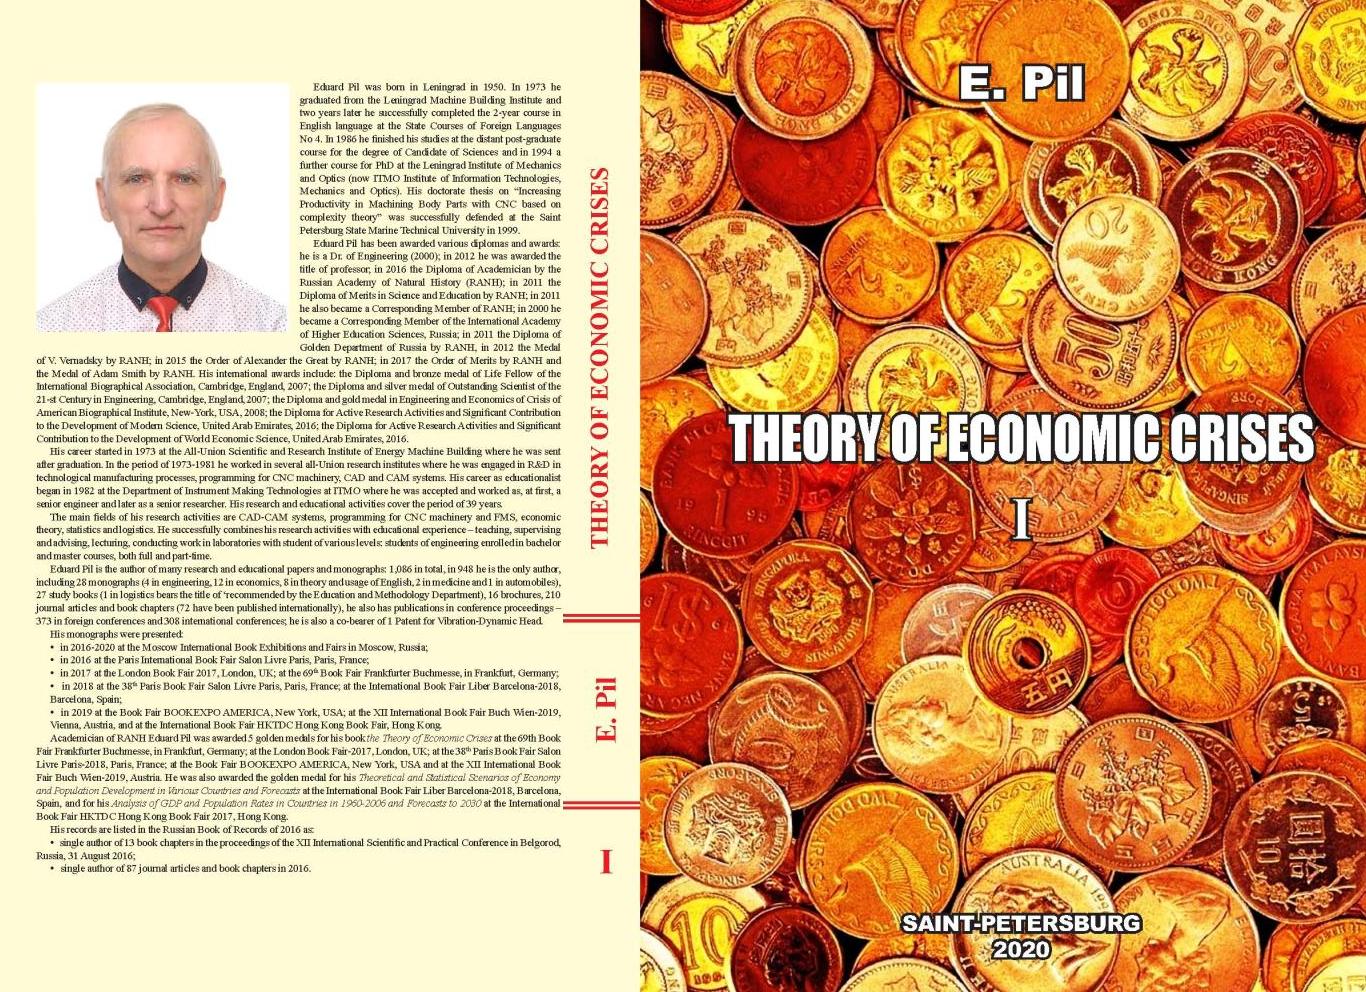 Eduard Pil was born in Leningrad in 1950. In 1973 he
graduated from the Leningrad Machine Building Institute and
two years later he successfully completed the 2-year course in
English language at the State Courses of Foreign Languages
No 4. In 1986 he finished his studies at the distant post-graduate
course for the degree of Candidate of Sciences and in 1994 a
further course for PhD at the Leningrad Institute of Mechanics
and Optics (now ITMO Institute of Information Technologies,
Mechanics and Optics). His doctorate thesis on “Increasing
Productivity in Machining Body Parts with CNC based on
complexity theory” was successfully defended at the Saint
Petersburg State Marine Technical University in 1999.
Eduard Pil has been awarded various diplomas and awards:
he is a Dr. of Engineering (2000); in 2012 he was awarded the
title of professor; in 2016 the Diploma of Academician by the
Russian Academy of Natural History (RANH); in 2011 the
Diploma of Merits in Science and Education by RANH; in 2011
he also became a Corresponding Member of RANH; in 2000 he
became a Corresponding Member of the International Academy
of Higher Education Sciences, Russia; in 2011 the Diploma of
Golden Department of Russia by RANH, in 2012 the Medal
of V. Vernadsky by RANH; in 2015 the Order of Alexander the Great by RANH; in 2017 the Order of Merits by RANH and
the Medal of Adam Smith by RANH. His international awards include: the Diploma and bronze medal of Life Fellow of the
International Biographical Association, Cambridge, England, 2007; the Diploma and silver medal of Outstanding Scientist of the
21-st Century in Engineering, Cambridge, England, 2007; the Diploma and gold medal in Engineering and Economics of Crisis of
American Biographical Institute, New-York, USA, 2008; the Diploma for Active Research Activities and Significant Contribution
to the Development of Modern Science, United Arab Emirates, 2016; the Diploma for Active Research Activities and Significant
Contribution to the Development of World Economic Science, United Arab Emirates, 2016.
His career started in 1973 at the All-Union Scientific and Research Institute of Energy Machine Building where he was sent
after graduation. In the period of 1973-1981 he worked in several all-Union research institutes where he was engaged in R&D in
technological manufacturing processes, programming for CNC machinery, CAD and CAM systems. His career as educationalist
began in 1982 at the Department of Instrument Making Technologies at ITMO where he was accepted and worked as, at first, a
senior engineer and later as a senior researcher. His research and educational activities cover the period of 39 years.
The main fields of his research activities are CAD-CAM systems, programming for CNC machinery and FMS, economic
theory, statistics and logistics. He successfully combines his research activities with educational experience – teaching, supervising
and advising, lecturing, conducting work in laboratories with student of various levels: students of engineering enrolled in bachelor
and master courses, both full and part-time.
Eduard Pil is the author of many research and educational papers and monographs: 1,086 in total, in 948 he is the only author,
including 28 monographs (4 in engineering, 12 in economics, 8 in theory and usage of English, 2 in medicine and 1 in automobiles),
27 study books (1 in logistics bears the title of ‘recommended by the Education and Methodology Department), 16 brochures, 210
journal articles and book chapters (72 have been published internationally), he also has publications in conference proceedings –
373 in foreign conferences and 308 international conferences; he is also a co-bearer of 1 Patent for Vibration-Dynamic Head.
His monographs were presented:
• in 2016-2020 at the Moscow International Book Exhibitions and Fairs in Moscow, Russia;
• in 2016 at the Paris International Book Fair Salon Livre Paris, Paris, France;
• in 2017 at the London Book Fair 2017, London, UK; at the 69th Book Fair Frankfurter Buchmesse, in Frankfurt, Germany;
• in 2018 at the 38th Paris Book Fair Salon Livre Paris, Paris, France; at the International Book Fair Liber Barcelona-2018,
Barcelona, Spain;
• in 2019 at the Book Fair BOOKEXPO AMERICA, New York, USA; at the XII International Book Fair Buch Wien-2019,
Vienna, Austria, and at the International Book Fair HKTDC Hong Kong Book Fair, Hong Kong.
Academician of RANH Eduard Pil was awarded 5 golden medals for his book the Theory of Economic Crises at the 69th Book
Fair Frankfurter Buchmesse, in Frankfurt, Germany; at the London Book Fair-2017, London, UK; at the 38th Paris Book Fair Salon
Livre Paris-2018, Paris, France; at the Book Fair BOOKEXPO AMERICA, New York, USA and at the XII International Book
Fair Buch Wien-2019, Austria. He was also awarded the golden medal for his Theoretical and Statistical Scenarios of Economy
and Population Development in Various Countries and Forecasts at the International Book Fair Liber Barcelona-2018, Barcelona,
Spain, and for his Analysis of GDP and Population Rates in Countries in 1960-2006 and Forecasts to 2030 at the International
Book Fair HKTDC Hong Kong Book Fair 2017, Hong Kong.
His records are listed in the Russian Book of Records of 2016 as:
• single author of 13 book chapters in the proceedings of the XII International Scientific and Practical Conference in Belgorod,
Russia, 31 August 2016;
• single author of 87 journal articles and book chapters in 2016.
THEORY OF ECONOMIC CRISES
E. Pil
I
E. Pil
THEORY OF ECONOMIC CRISES
I
SAINT-PETERSBURG
2020